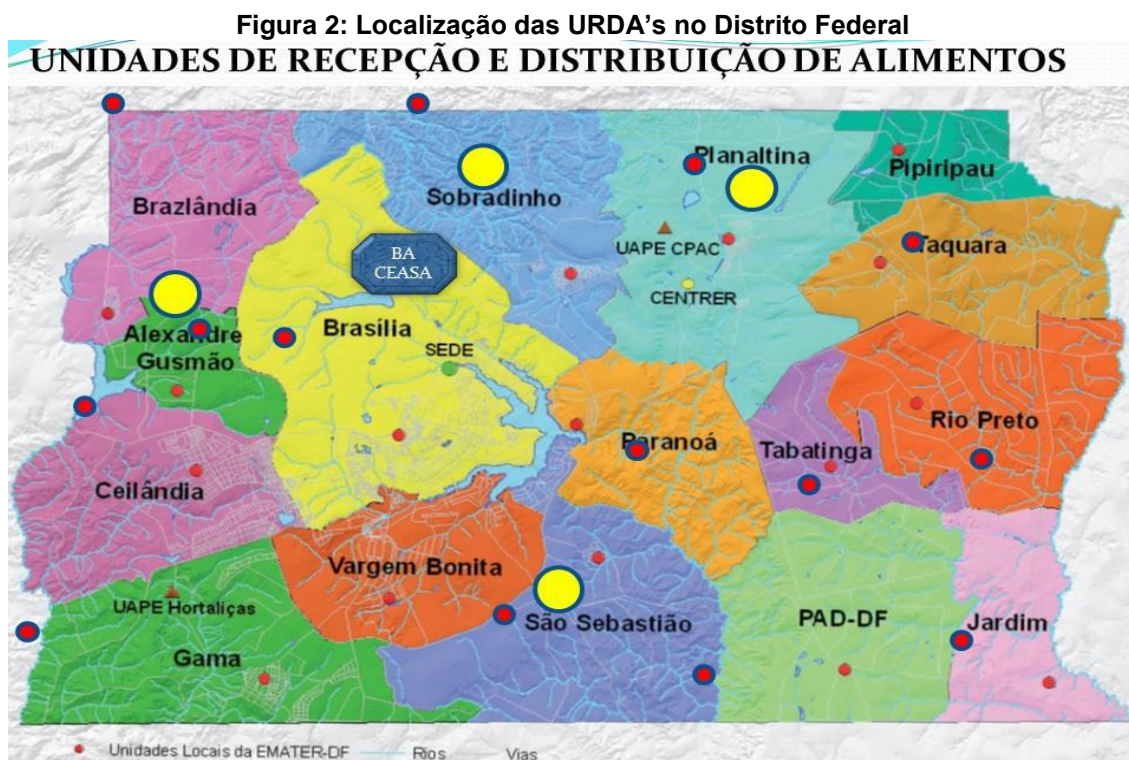 Figura 2: Localização das URDA’s no Distrito Federal
UNIDADES DE RECEPÇÃO E DISTRIBUIÇÃO DE ALIMENTOS
Planaltina
Pipiripau
Sobradinho
Brazlândia
UAPE CPAC
Taquara
BA
CEASA
CENTRER
Alexandre
Gusmão
Brasília
SEDE
Rio Preto
Paranoá
Tabatinga
Ceilândia
Vargem Bonita
UAPE Hortaliças
São Sebastião
PAD-DF
Jardim
Gama
Unidades Locais da EMATER-DF
Rios
Vias